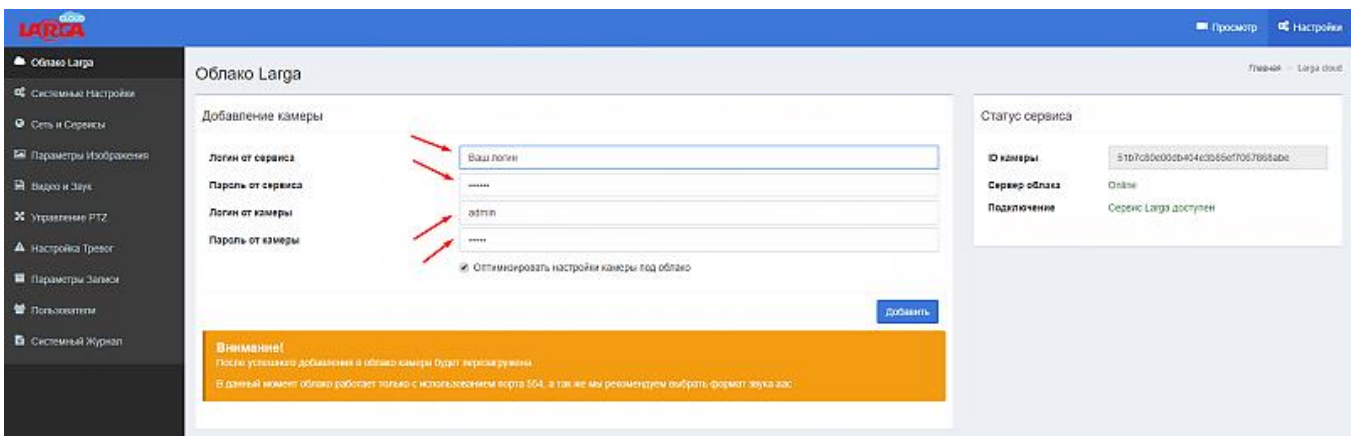 CLOUD
LARGA
Просмотр
Настройки
Облако Larga
Системные Настройки
Сеть и Сервисы
Параметры Изображения
Видео и Звук
Управление PTZ
Настройка Тревог
Параметры Записи
Пользователи
Системный Журнал
Облако Larga
Главная - Larga cloud
Добавление камеры
Логин от сервиса Ваш логин
Пароль от сервиса ••••••
Логин от камеры admin
Пароль от камеры •••••
Оптимизировать настройки камеры под облако
Добавить
Внимание!
После успешного добавления в облако камера будет перезагружена.
В данный момент облако работает только с использованием порта 554, а так же мы рекомендуем выбрать формат звука aac
Статус сервиса
ID камеры
Сервер облака Online
Подключение Сервис Larga доступен